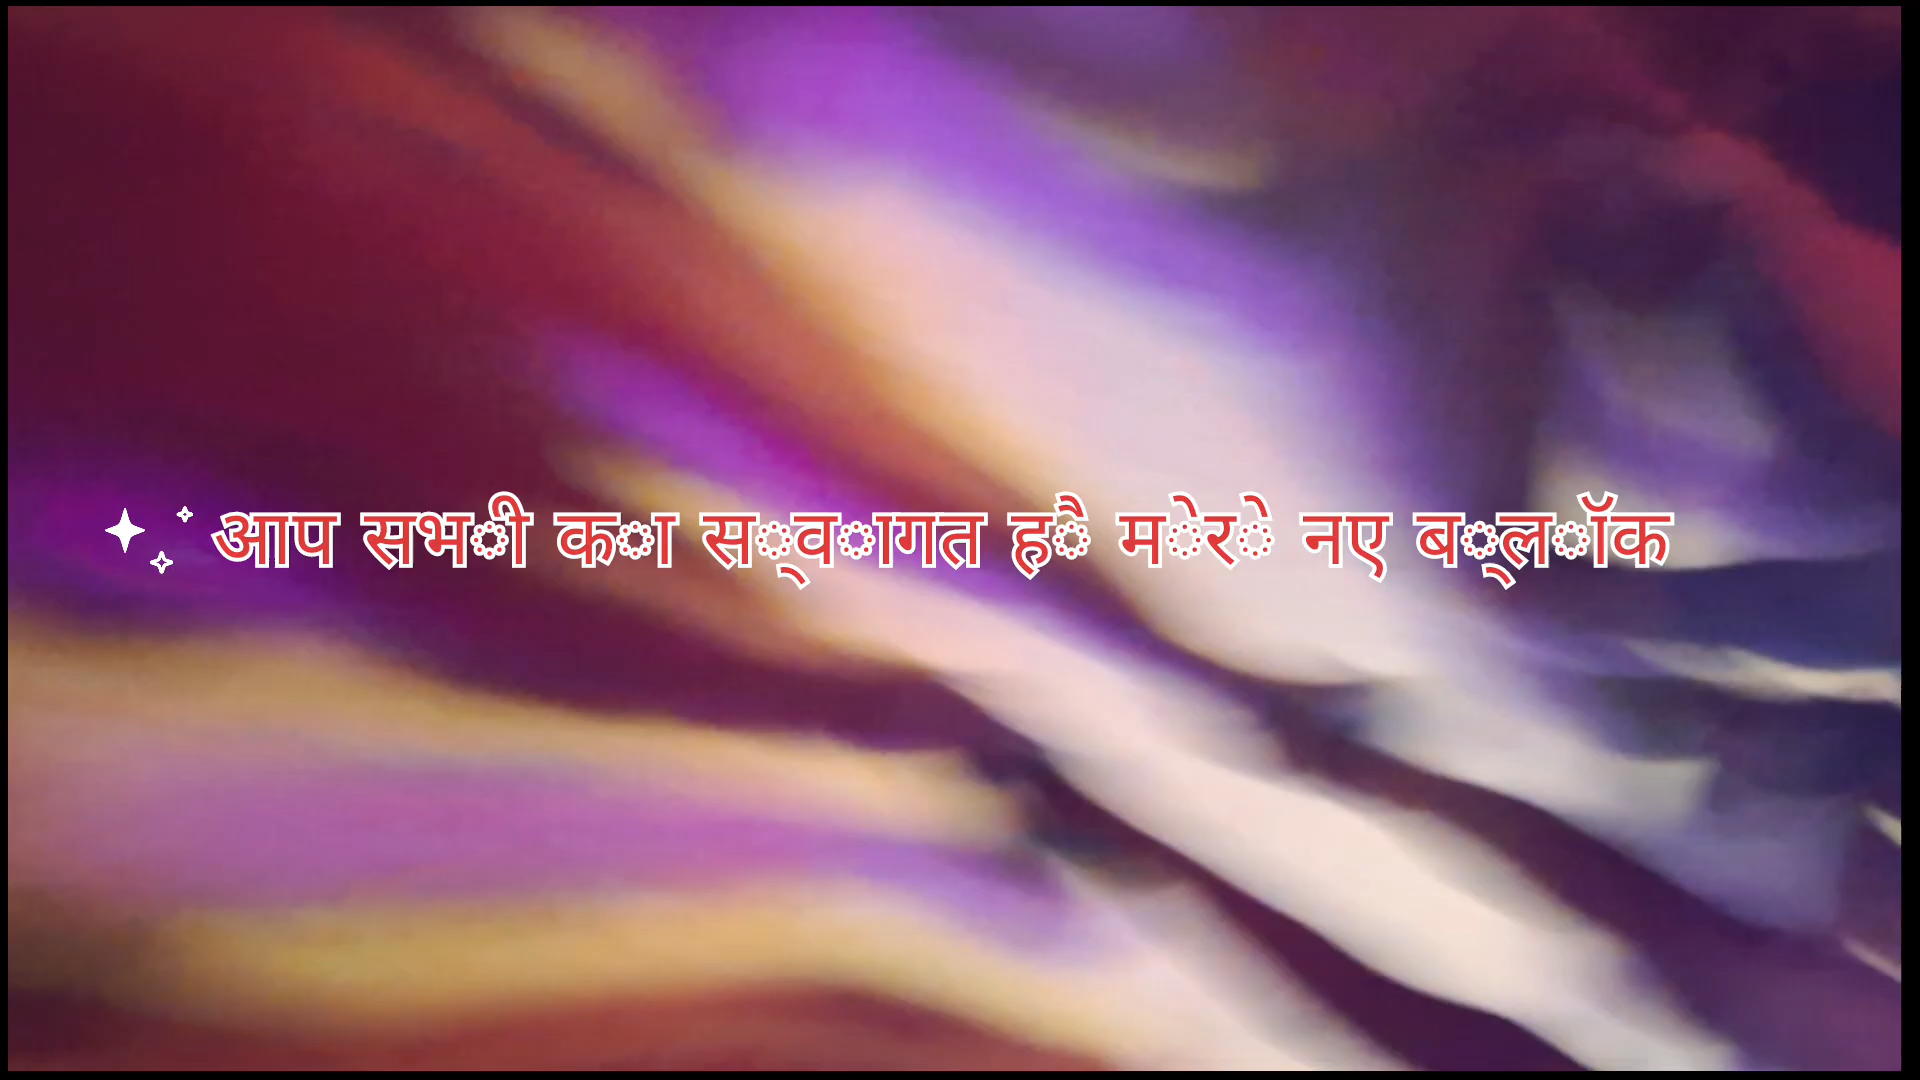 आप सभी का स्वागत है मेरे नए ब्लॉक